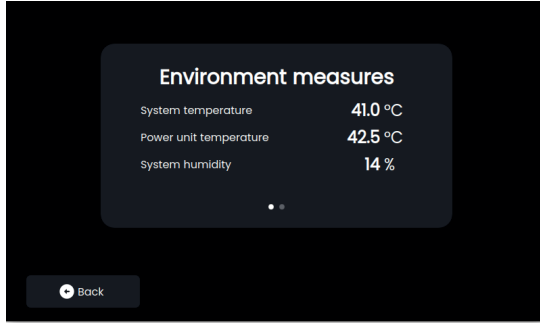 Environment measures
System temperature 41.0 °C
Power unit temperature 42.5 °C
System humidity 14 %
Back